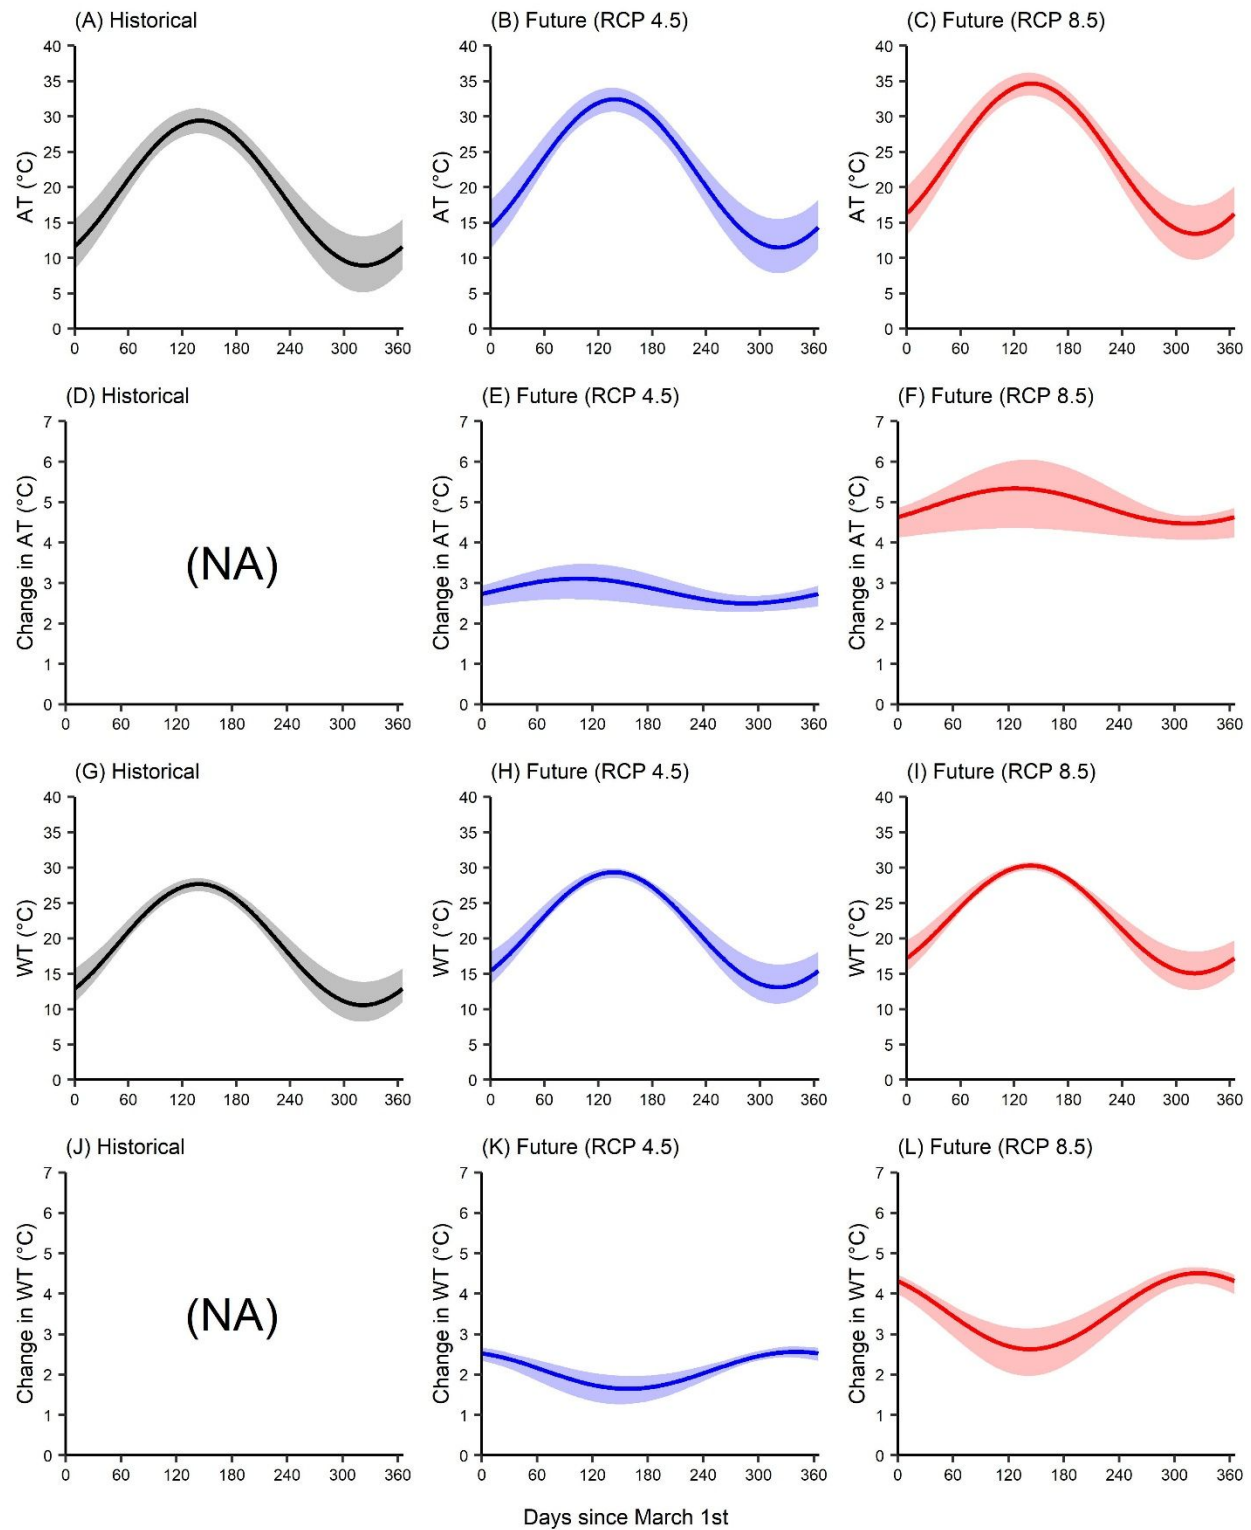 (A) Historical
(B) Future (RCP 4.5)
(C) Future (RCP 8.5)
AT (°C)
40
35
30
25
20
15
10
5
0
0 60 120 180 240 300 360
AT (°C)
40
35
30
25
20
15
10
5
0
0 60 120 180 240 300 360
AT (°C)
40
35
30
25
20
15
10
5
0
0 60 120 180 240 300 360
(D) Historical
(E) Future (RCP 4.5)
(F) Future (RCP 8.5)
Change in AT (°C)
7
6
5
4
3
2
1
0
(NA)
0 60 120 180 240 300 360
Change in AT (°C)
7
6
5
4
3
2
1
0
0 60 120 180 240 300 360
Change in AT (°C)
7
6
5
4
3
2
1
0
0 60 120 180 240 300 360
(G) Historical
(H) Future (RCP 4.5)
(I) Future (RCP 8.5)
WT (°C)
40
35
30
25
20
15
10
5
0
0 60 120 180 240 300 360
WT (°C)
40
35
30
25
20
15
10
5
0
0 60 120 180 240 300 360
WT (°C)
40
35
30
25
20
15
10
5
0
0 60 120 180 240 300 360
(J) Historical
(K) Future (RCP 4.5)
(L) Future (RCP 8.5)
Change in WT (°C)
7
6
5
4
3
2
1
0
(NA)
0 60 120 180 240 300 360
Change in WT (°C)
7
6
5
4
3
2
1
0
0 60 120 180 240 300 360
Change in WT (°C)
7
6
5
4
3
2
1
0
0 60 120 180 240 300 360
Days since March 1st